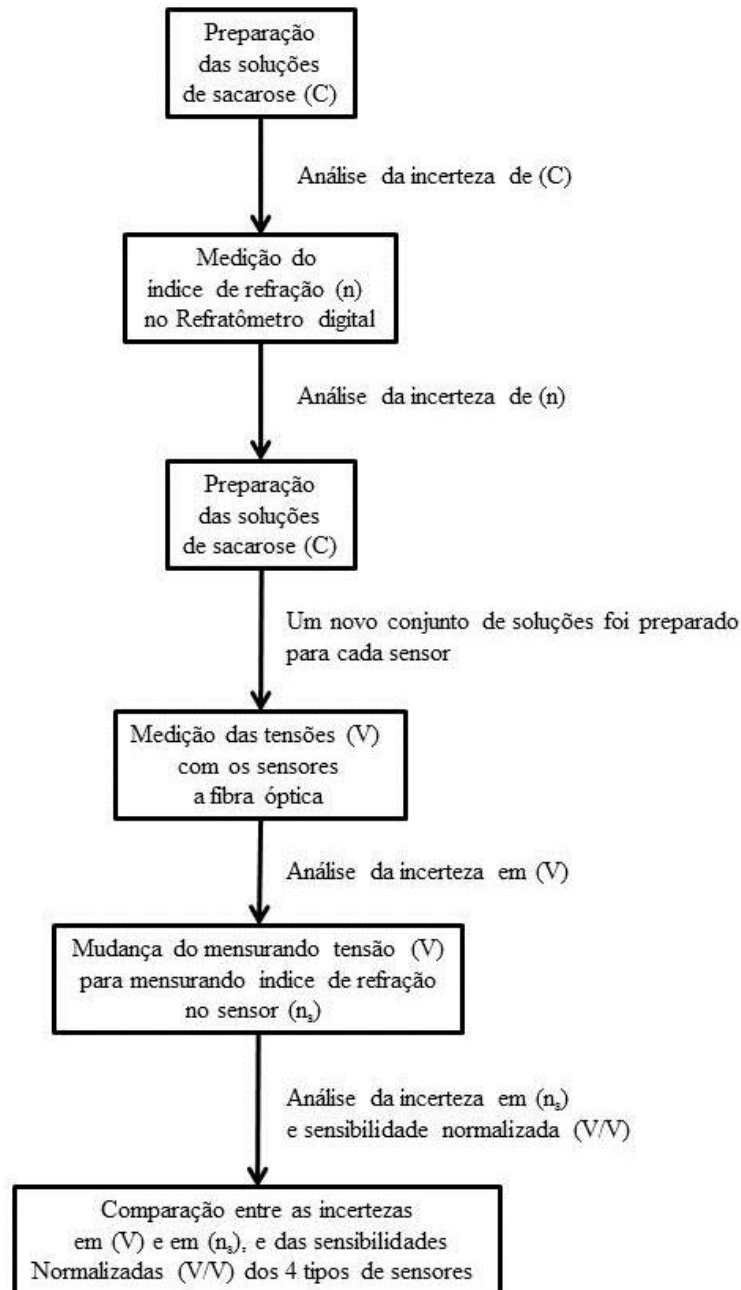 Preparação
das soluções
de sacarose (C)
Análise da incerteza de (C)
Medição do
indice de refração (n)
no Refratômetro digital
Análise da incerteza de (n)
Preparação
das soluções
de sacarose (C)
Um novo conjunto de soluções foi preparado
para cada sensor
Medição das tensões (V)
com os sensores
a fibra óptica
Análise da incerteza em (V)
Mudança do mensurando tensão (V)
para mensurando indice de refração
no sensor (nₛ)
Análise da incerteza em (nₛ)
e sensibilidade normalizada (V/V)
Comparação entre as incertezas
em (V) e em (nₛ), e das sensibilidades
Normalizadas (V/V) dos 4 tipos de sensores